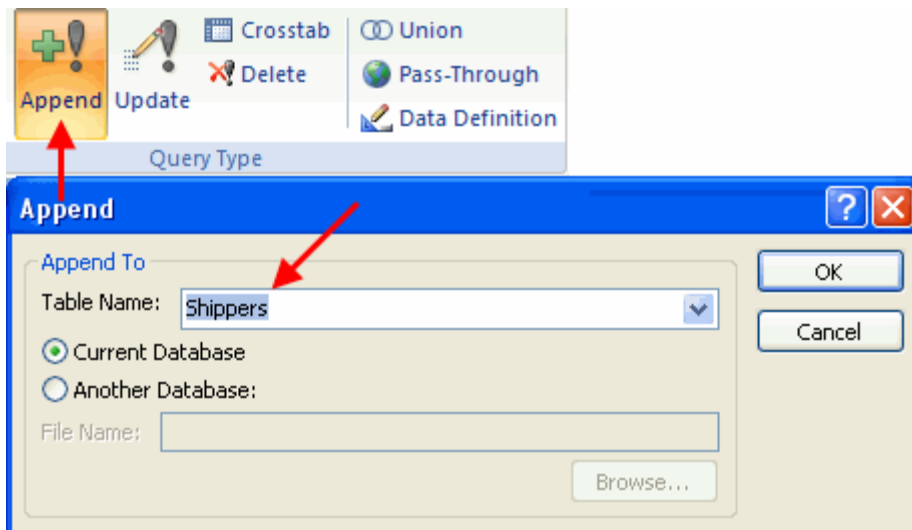 Crosstab
Union
Delete
Pass-Through
Append
Update
Data Definition
Query Type
Append
Append To
Table Name: Shippers
OK
Current Database
Cancel
Another Database:
File Name:
Browse...